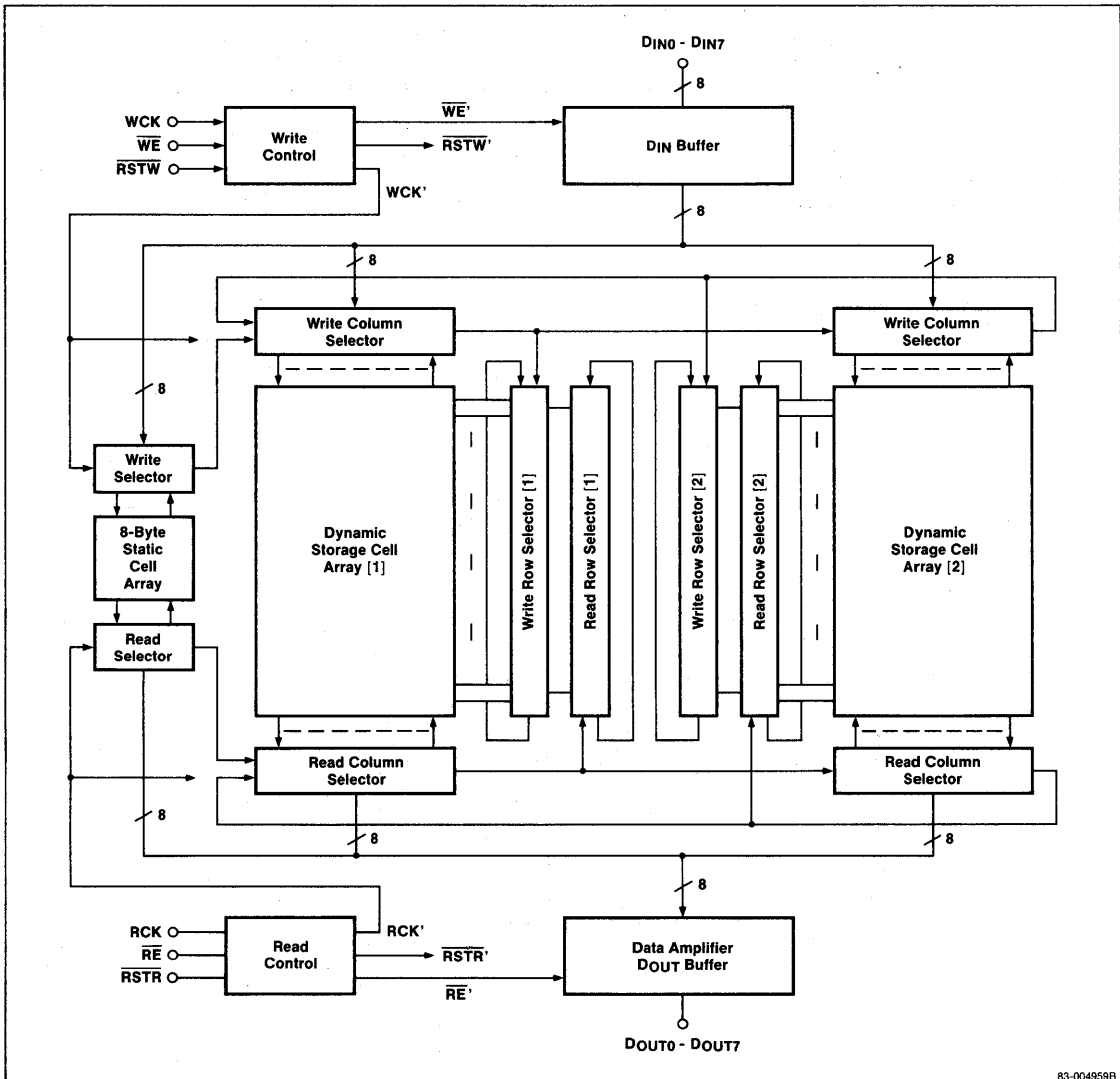 DIN0 - DIN7
8
WCK
WE
RSTW
Write
Control
WE'
RSTW'
WCK'
DIN Buffer
8
8
8
Write Column
Selector
Write Column
Selector
8
Write
Selector
8-Byte
Static
Cell
Array
Read
Selector
Dynamic
Storage Cell
Array [1]
Write Row Selector [1]
Read Row Selector [1]
Write Row Selector [2]
Read Row Selector [2]
Dynamic
Storage Cell
Array [2]
Read Column
Selector
Read Column
Selector
8
8
8
8
RCK
RE
RSTR
Read
Control
RCK'
RSTR'
RE'
Data Amplifier
DOUT Buffer
DOUT0 - DOUT7
83-004959B